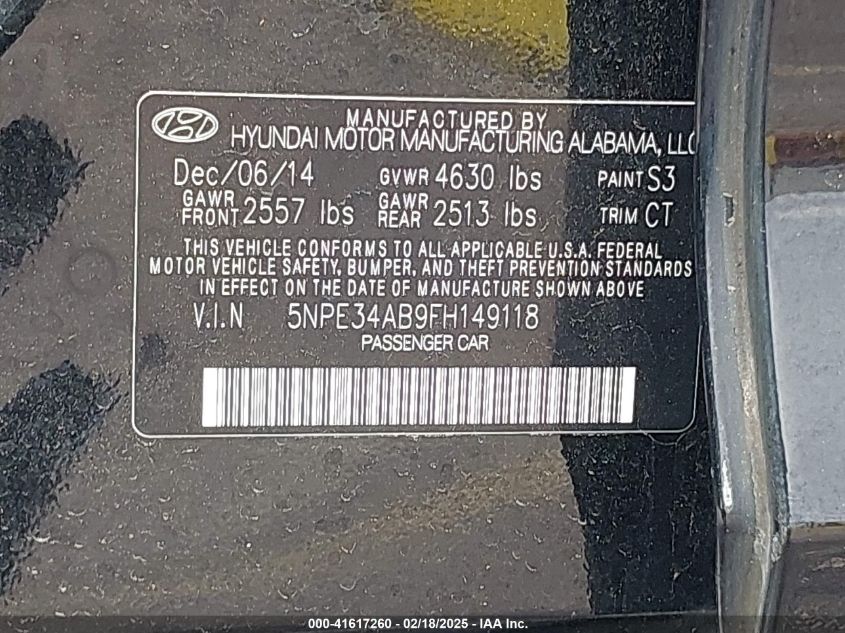 MANUFACTURED BY
HYUNDAI MOTOR MANUFACTURING ALABAMA, LLC
Dec/06/14 GVWR 4630 lbs PAINT S3
GAWR FRONT 2557 lbs GAWR REAR 2513 lbs TRIM CT
THIS VEHICLE CONFORMS TO ALL APPLICABLE U.S.A. FEDERAL
MOTOR VEHICLE SAFETY, BUMPER, AND THEFT PREVENTION STANDARDS
IN EFFECT ON THE DATE OF MANUFACTURE SHOWN ABOVE
V.I.N 5NPE34AB9FH149118
PASSENGER CAR
000-41617260 - 02/18/2025 - IAA Inc.